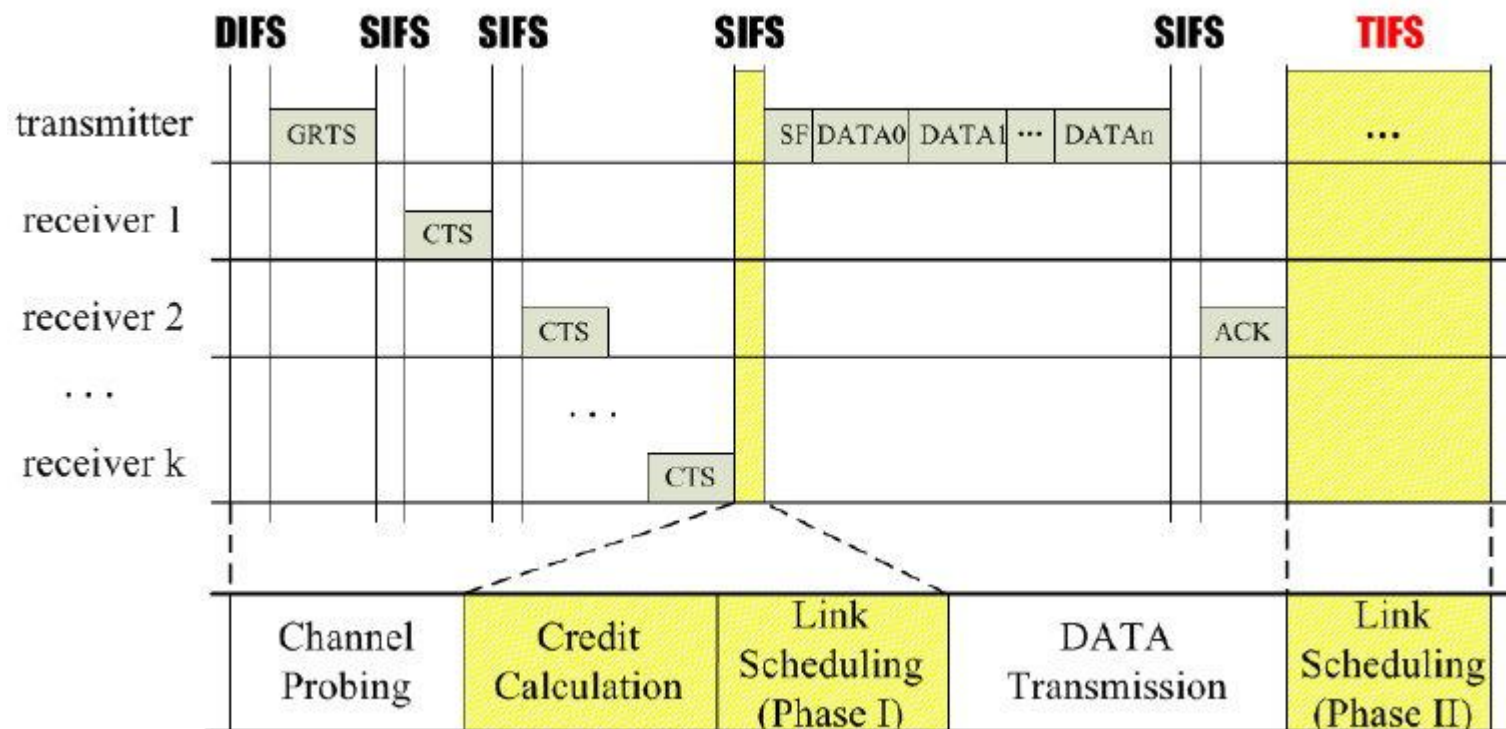 DIFS SIFS SIFS SIFS SIFS TIFS
transmitter GRTS SF DATA0 DATA1 ... DATAn ...
receiver 1 CTS
receiver 2 CTS ACK
... ...
receiver k CTS
Channel Probing
Credit Calculation
Link Scheduling (Phase I)
DATA Transmission
Link Scheduling (Phase II)